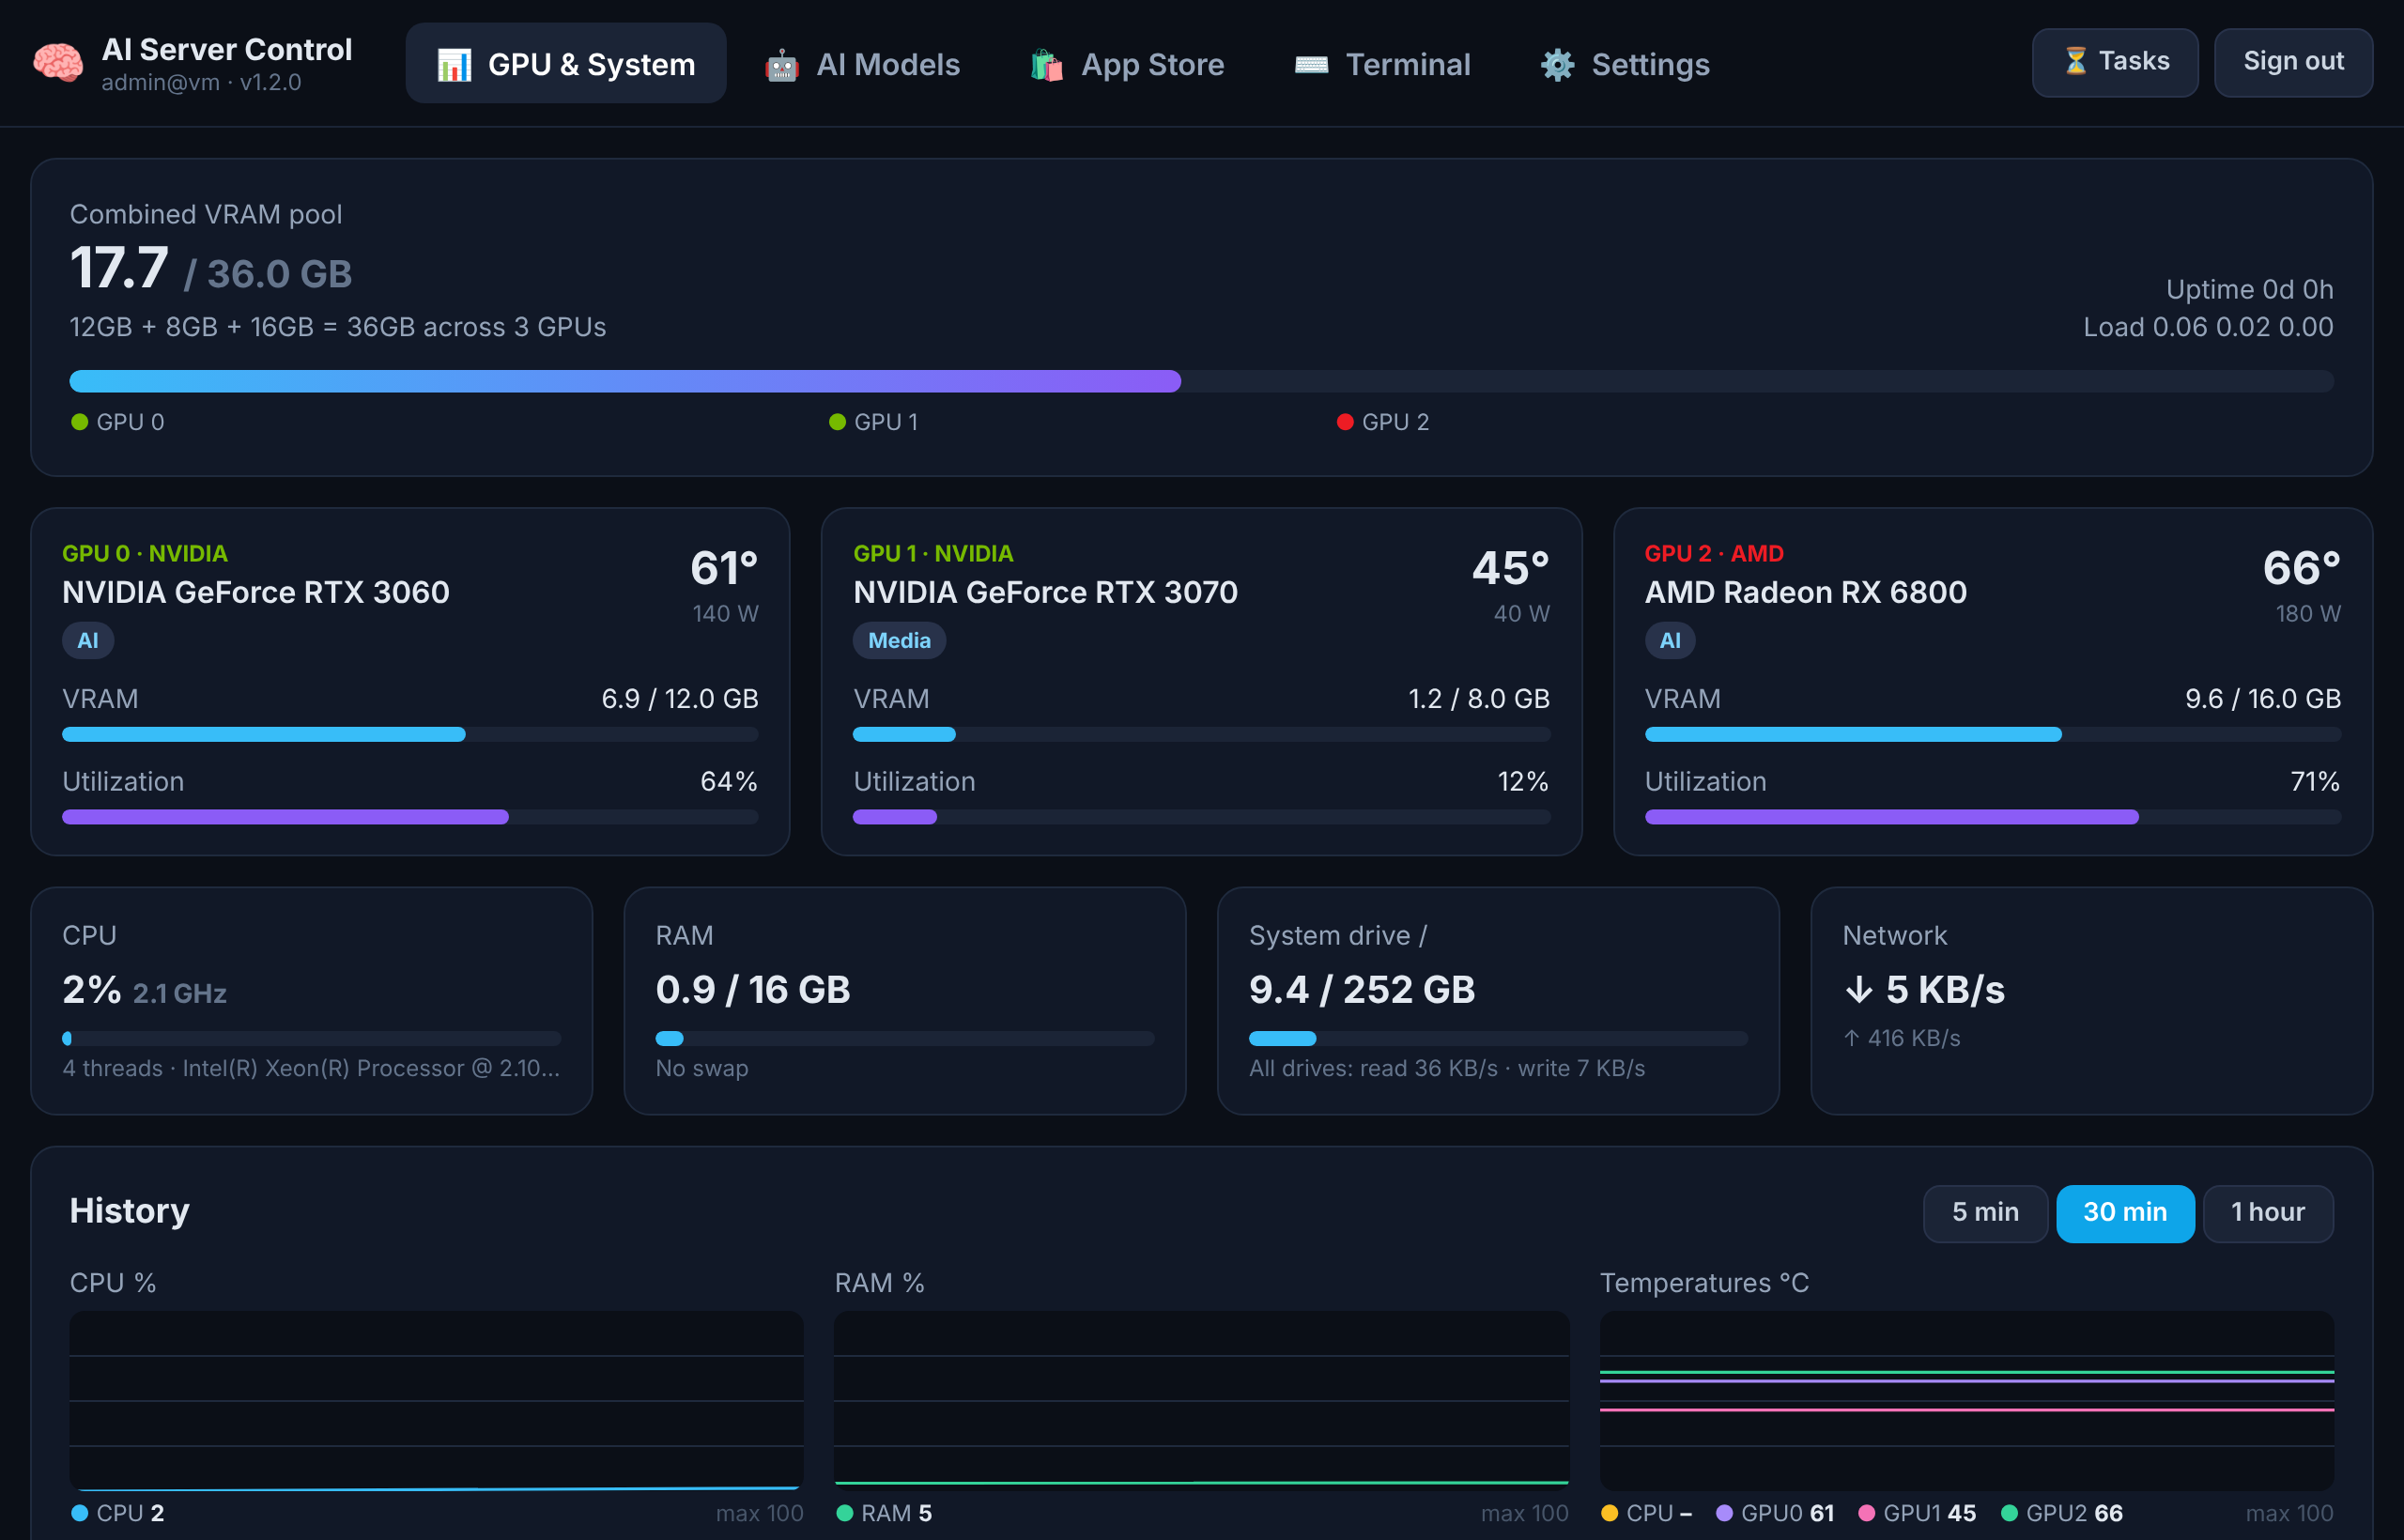 AI Server Control
admin@vm · v1.2.0
GPU & System
AI Models
App Store
Terminal
Settings
Tasks
Sign out
Combined VRAM pool
17.7 / 36.0 GB
12GB + 8GB + 16GB = 36GB across 3 GPUs
Uptime 0d 0h
Load 0.06 0.02 0.00
GPU 0
GPU 1
GPU 2
GPU 0 · NVIDIA
NVIDIA GeForce RTX 3060
AI
61°
140 W
VRAM 6.9 / 12.0 GB
Utilization 64%
GPU 1 · NVIDIA
NVIDIA GeForce RTX 3070
Media
45°
40 W
VRAM 1.2 / 8.0 GB
Utilization 12%
GPU 2 · AMD
AMD Radeon RX 6800
AI
66°
180 W
VRAM 9.6 / 16.0 GB
Utilization 71%
CPU
2% 2.1 GHz
4 threads · Intel(R) Xeon(R) Processor @ 2.10...
RAM
0.9 / 16 GB
No swap
System drive /
9.4 / 252 GB
All drives: read 36 KB/s · write 7 KB/s
Network
↓ 5 KB/s
↑ 416 KB/s
History
5 min
30 min
1 hour
CPU %
CPU 2
max 100
RAM %
RAM 5
max 100
Temperatures °C
CPU – GPU0 61 GPU1 45 GPU2 66
max 100